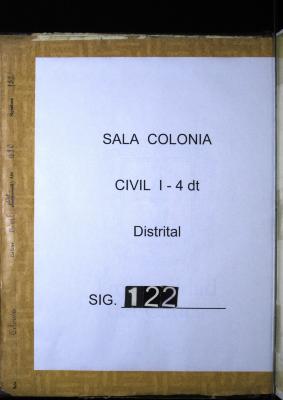 SALA COLONIA
CIVIL I - 4 dt
Distrital
SIG. 122